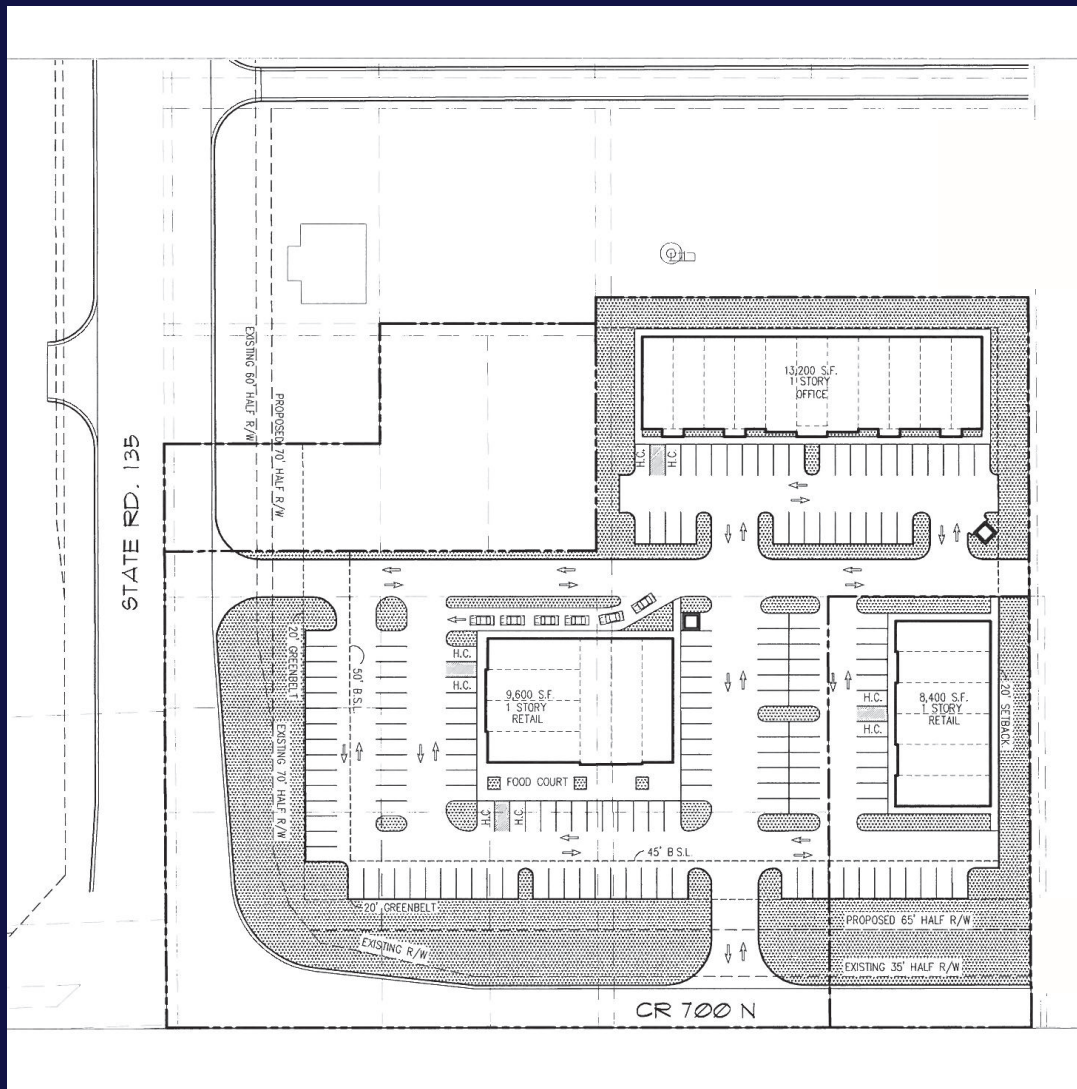 STATE RD. 135
EXISTING 60' HALF R/W
PROPOSED 70' HALF R/W
13,200 S.F.
1 STORY
OFFICE
H.C.
H.C.
20' GREENBELT
50' B.S.L.
EXISTING 70' HALF R/W
H.C.
H.C.
9,600 S.F.
1 STORY
RETAIL
FOOD COURT
H.C.
H.C.
H.C.
H.C.
8,400 S.F.
1 STORY
RETAIL
20' SETBACK
45' B.S.L.
20' GREENBELT
EXISTING R/W
PROPOSED 65' HALF R/W
EXISTING 35' HALF R/W
CR 700 N